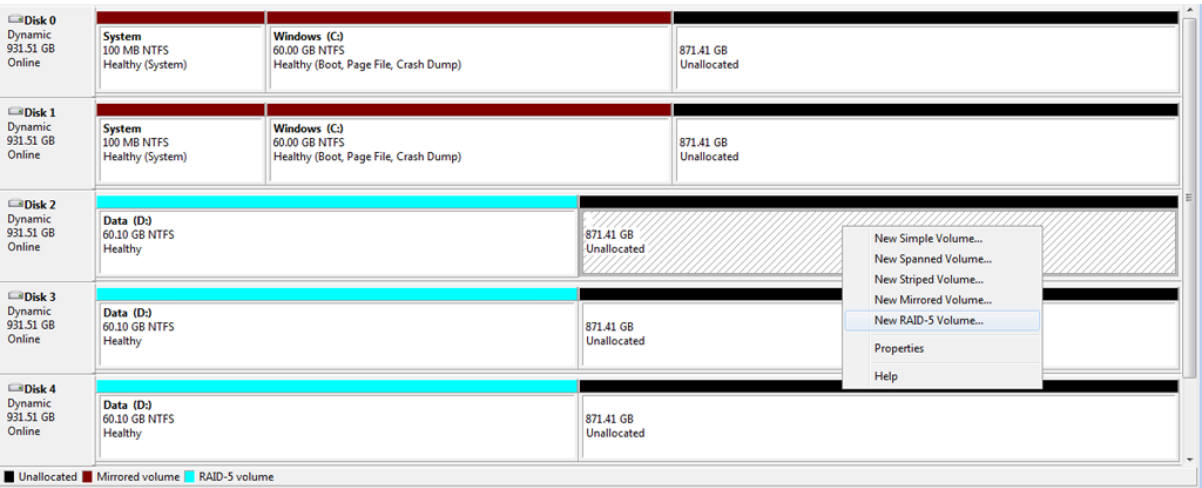 Disk 0
Dynamic
931.51 GB
Online
System
100 MB NTFS
Healthy (System)
Windows (C:)
60.00 GB NTFS
Healthy (Boot, Page File, Crash Dump)
871.41 GB
Unallocated
Disk 1
Dynamic
931.51 GB
Online
System
100 MB NTFS
Healthy (System)
Windows (C:)
60.00 GB NTFS
Healthy (Boot, Page File, Crash Dump)
871.41 GB
Unallocated
Disk 2
Dynamic
931.51 GB
Online
Data (D:)
60.10 GB NTFS
Healthy
871.41 GB
Unallocated
New Simple Volume...
New Spanned Volume...
New Striped Volume...
New Mirrored Volume...
New RAID-5 Volume...
Properties
Help
Disk 3
Dynamic
931.51 GB
Online
Data (D:)
60.10 GB NTFS
Healthy
871.41 GB
Unallocated
Disk 4
Dynamic
931.51 GB
Online
Data (D:)
60.10 GB NTFS
Healthy
871.41 GB
Unallocated
Unallocated Mirrored volume RAID-5 volume